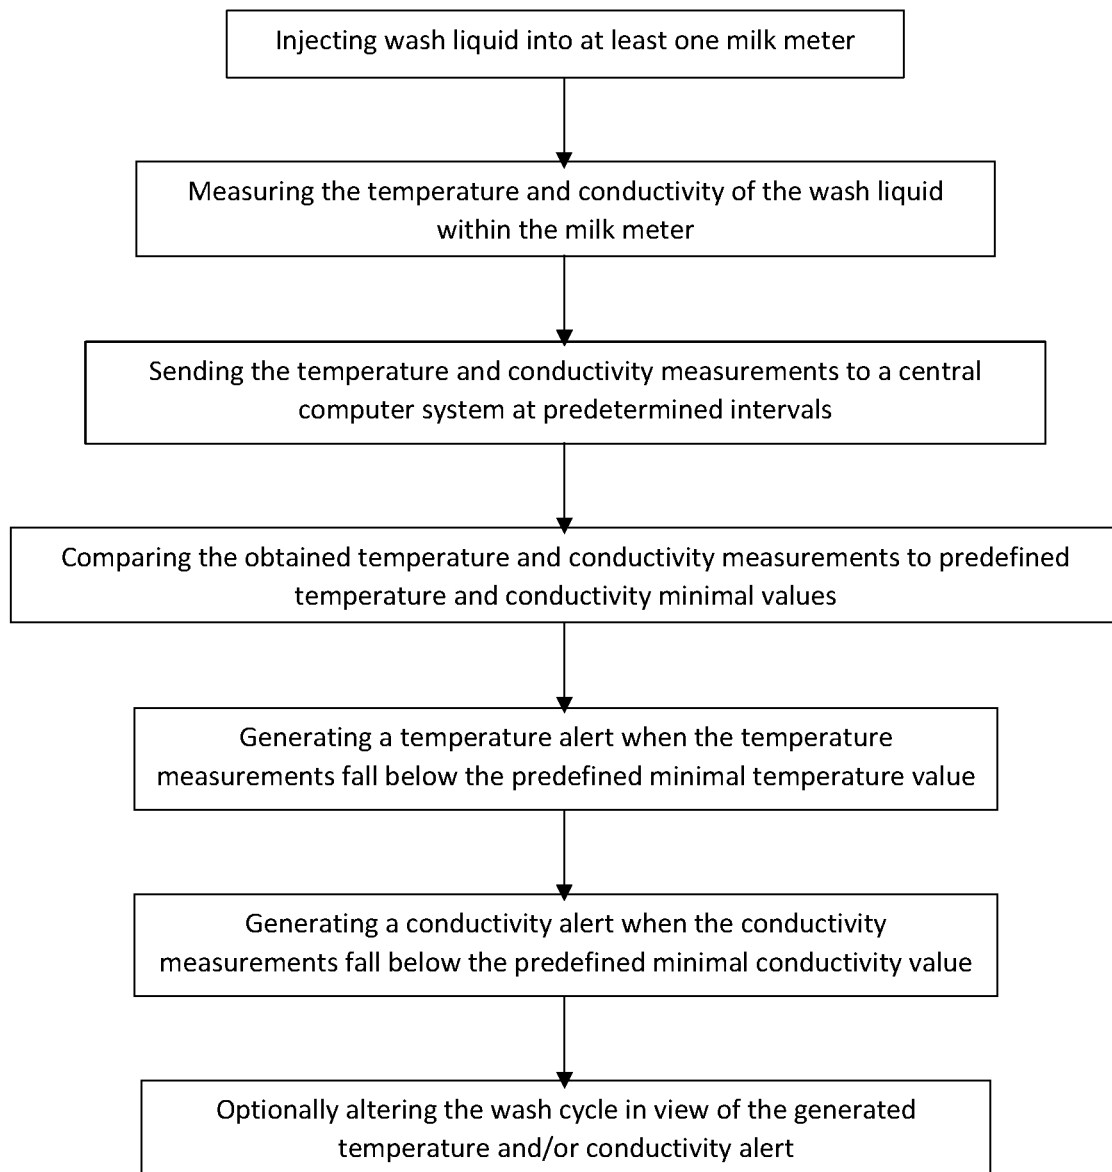 Injecting wash liquid into at least one milk meter
Measuring the temperature and conductivity of the wash liquid
within the milk meter
Sending the temperature and conductivity measurements to a central
computer system at predetermined intervals
Comparing the obtained temperature and conductivity measurements to predefined
temperature and conductivity minimal values
Generating a temperature alert when the temperature
measurements fall below the predefined minimal temperature value
Generating a conductivity alert when the conductivity
measurements fall below the predefined minimal conductivity value
Optionally altering the wash cycle in view of the generated
temperature and/or conductivity alert